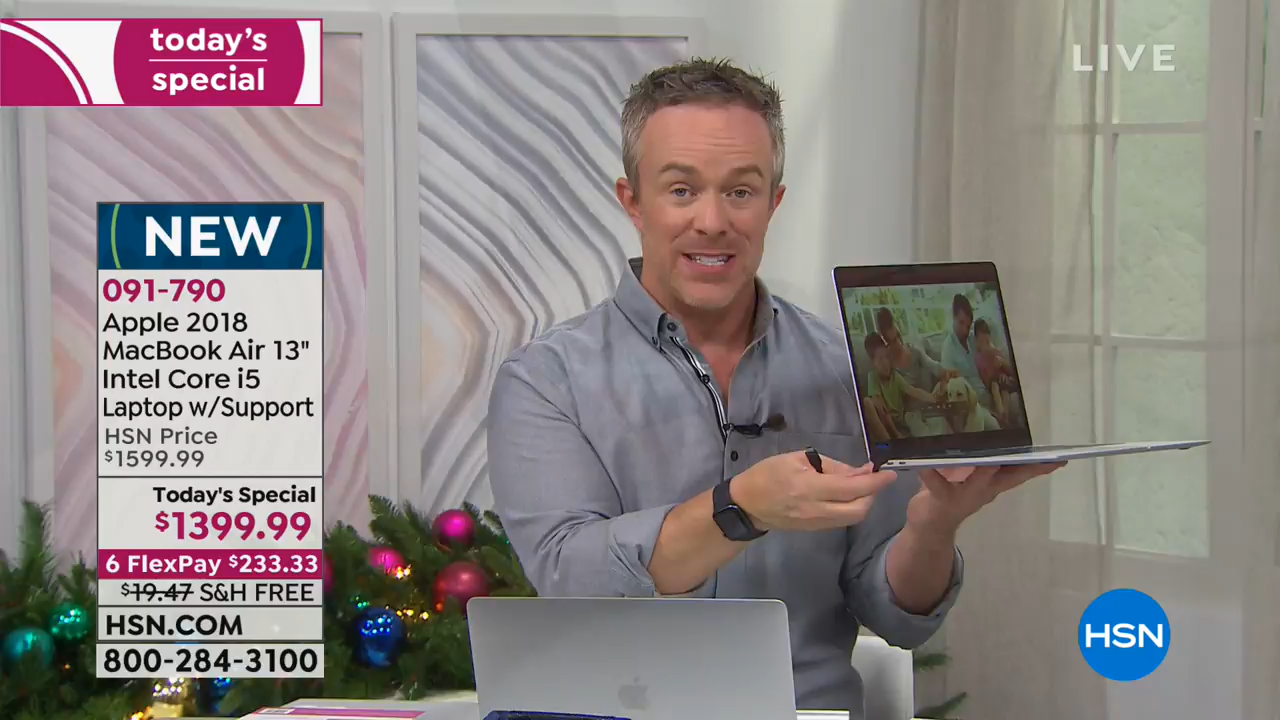 today's
special
LIVE
NEW
091-790
Apple 2018
MacBook Air 13"
Intel Core i5
Laptop w/Support
HSN Price
$1599.99
Today's Special
$1399.99
6 FlexPay $233.33
$19.47 S&H FREE
HSN.COM
800-284-3100
HSN